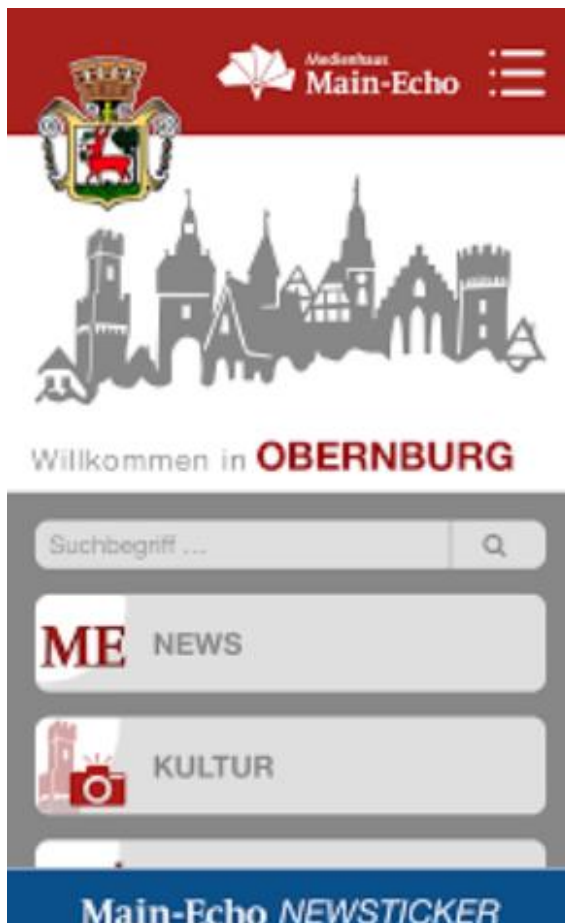 Medienhaus
Main-Echo
Willkommen in OBERNBURG
Suchbegriff ...
ME NEWS
KULTUR
Main-Echo NEWSTICKER